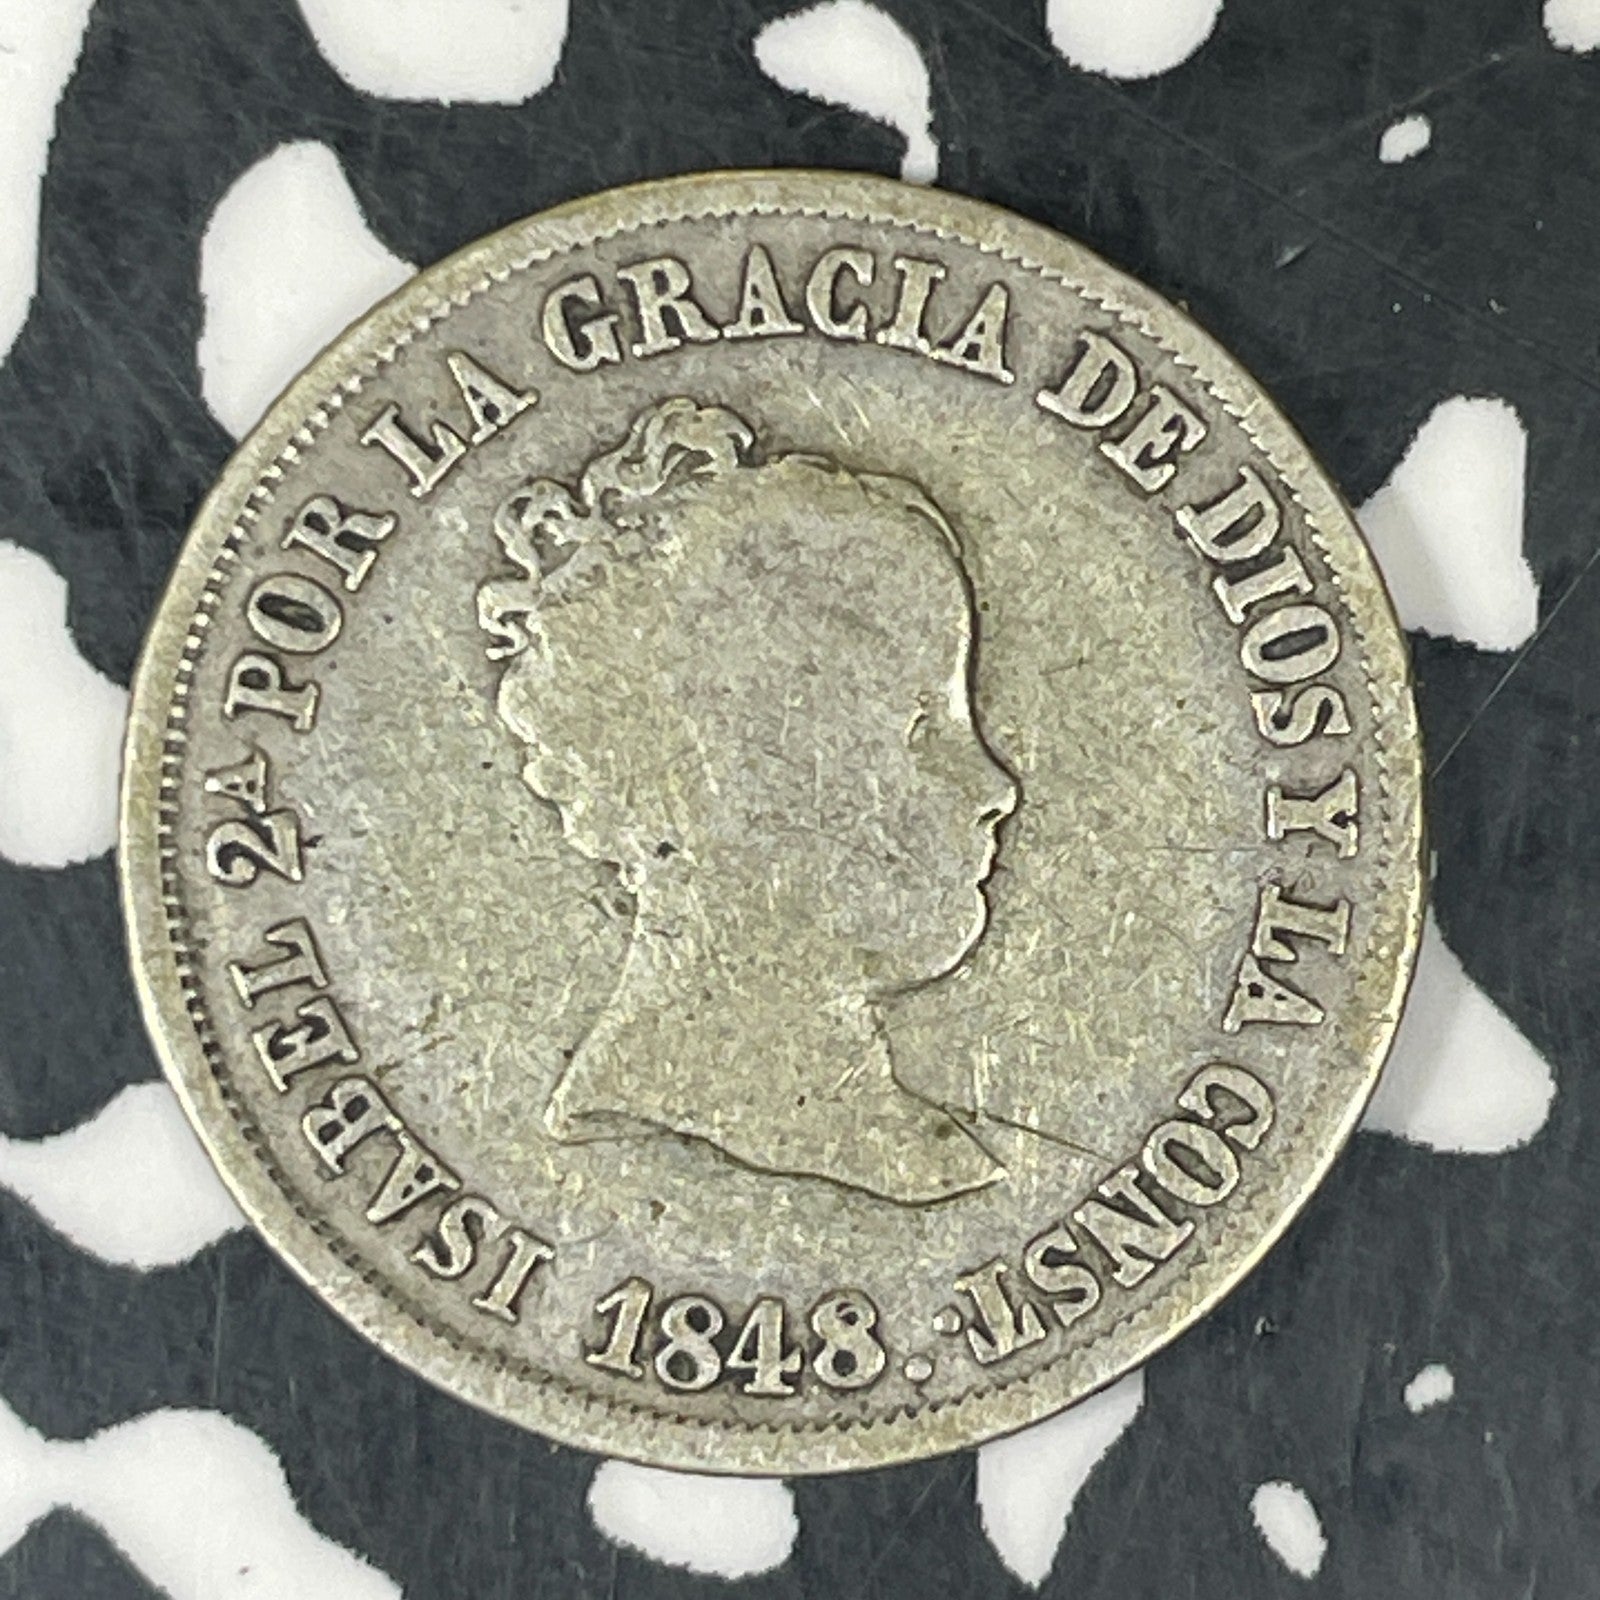 ISABEL 2A POR LA GRACIA DE DIOS Y LA CONST.
1848.